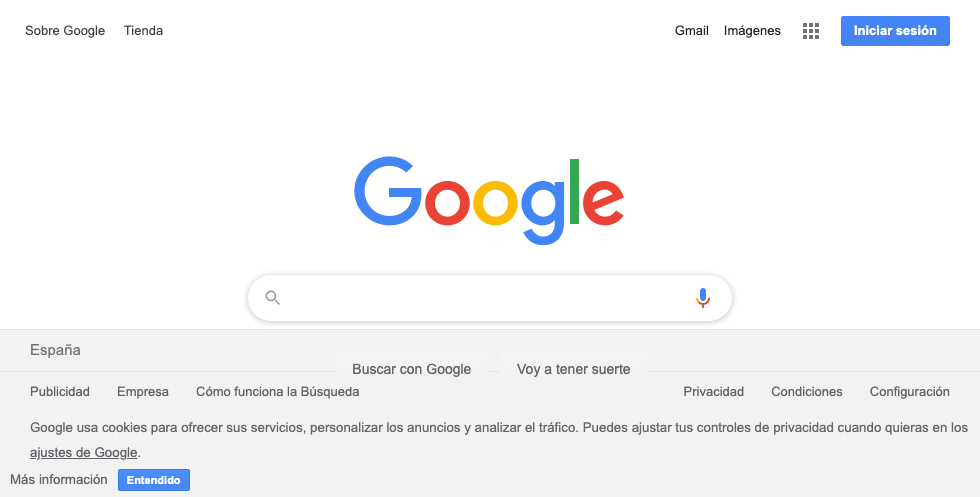 Sobre Google Tienda Gmail Imágenes Iniciar sesión
Google
España
Buscar con Google Voy a tener suerte
Publicidad Empresa Cómo funciona la Búsqueda Privacidad Condiciones Configuración
Google usa cookies para ofrecer sus servicios, personalizar los anuncios y analizar el tráfico. Puedes ajustar tus controles de privacidad cuando quieras en los
ajustes de Google.
Más información Entendido